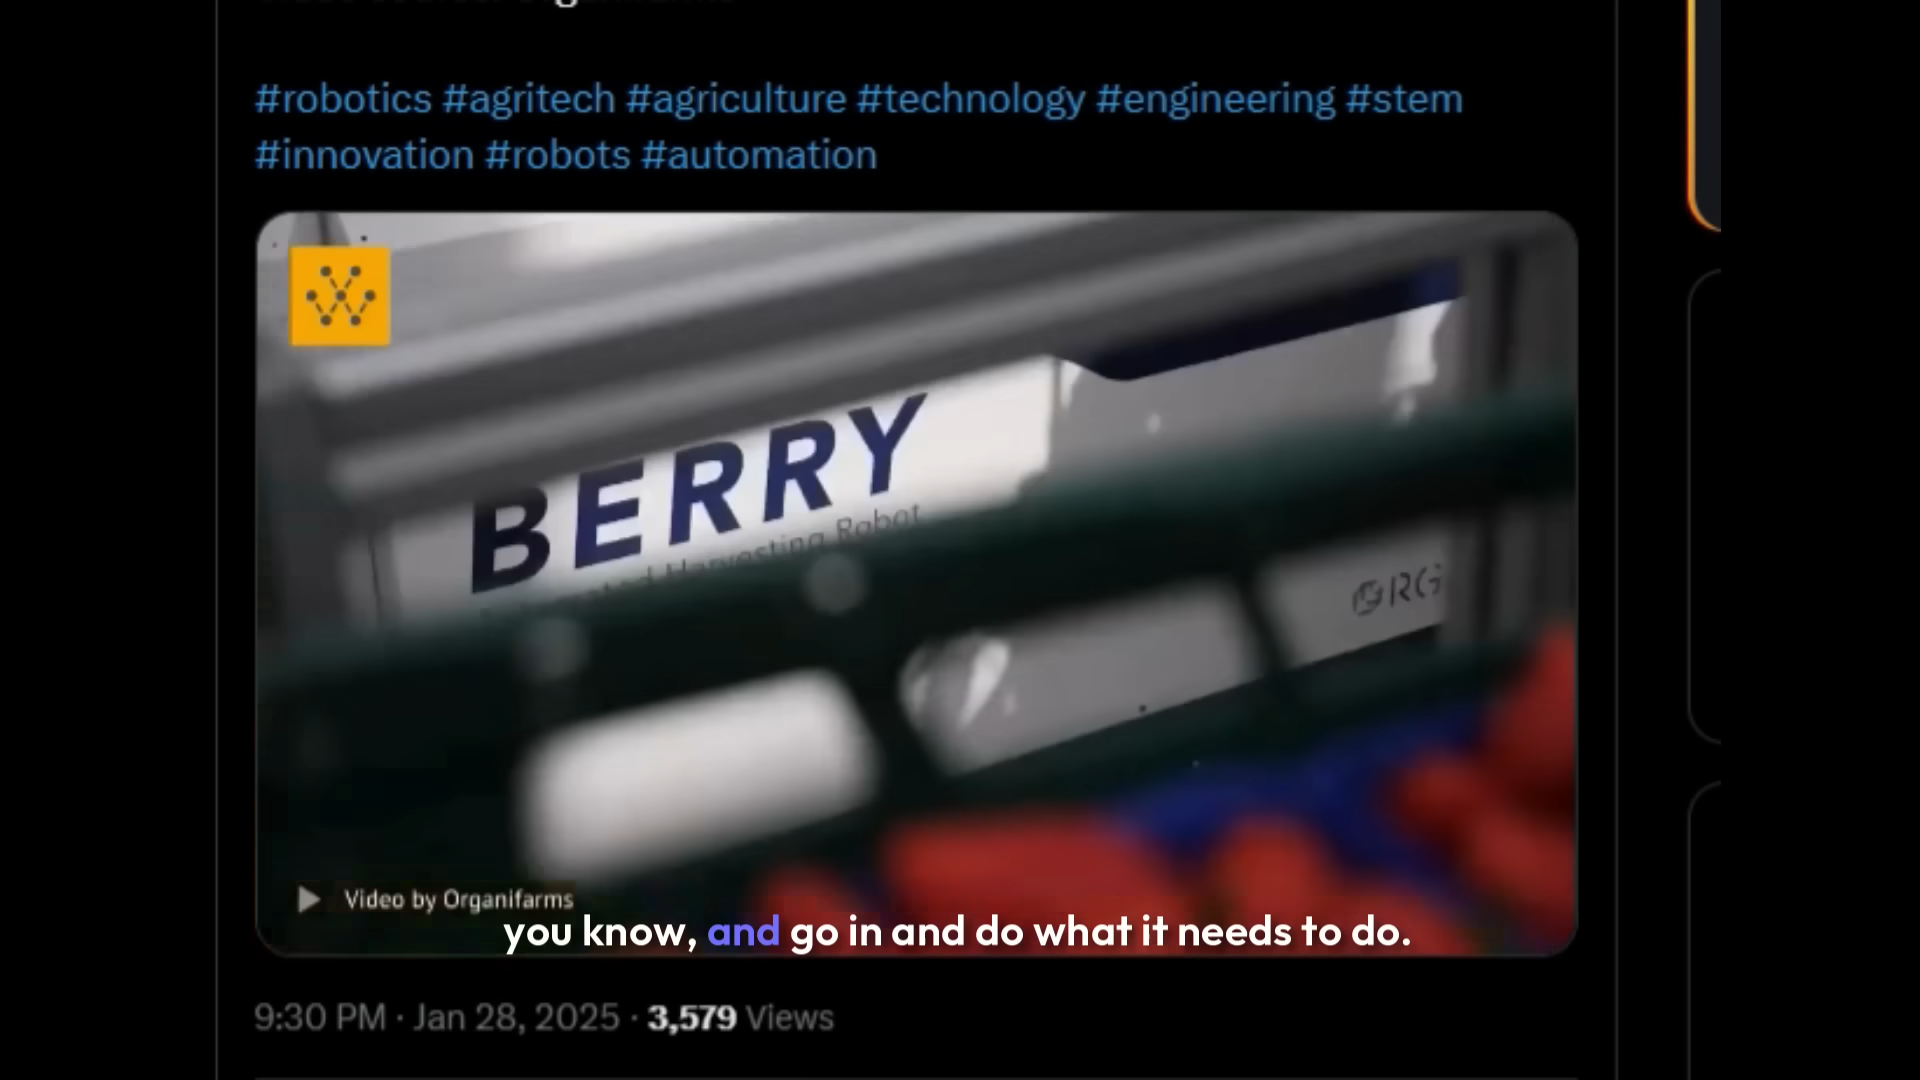 #robotics #agritech #agriculture #technology #engineering #stem
#innovation #robots #automation
BERRY
Harvesting Robot
ORG
Video by Organifarms
you know, and go in and do what it needs to do.
9:30 PM · Jan 28, 2025 · 3,579 Views